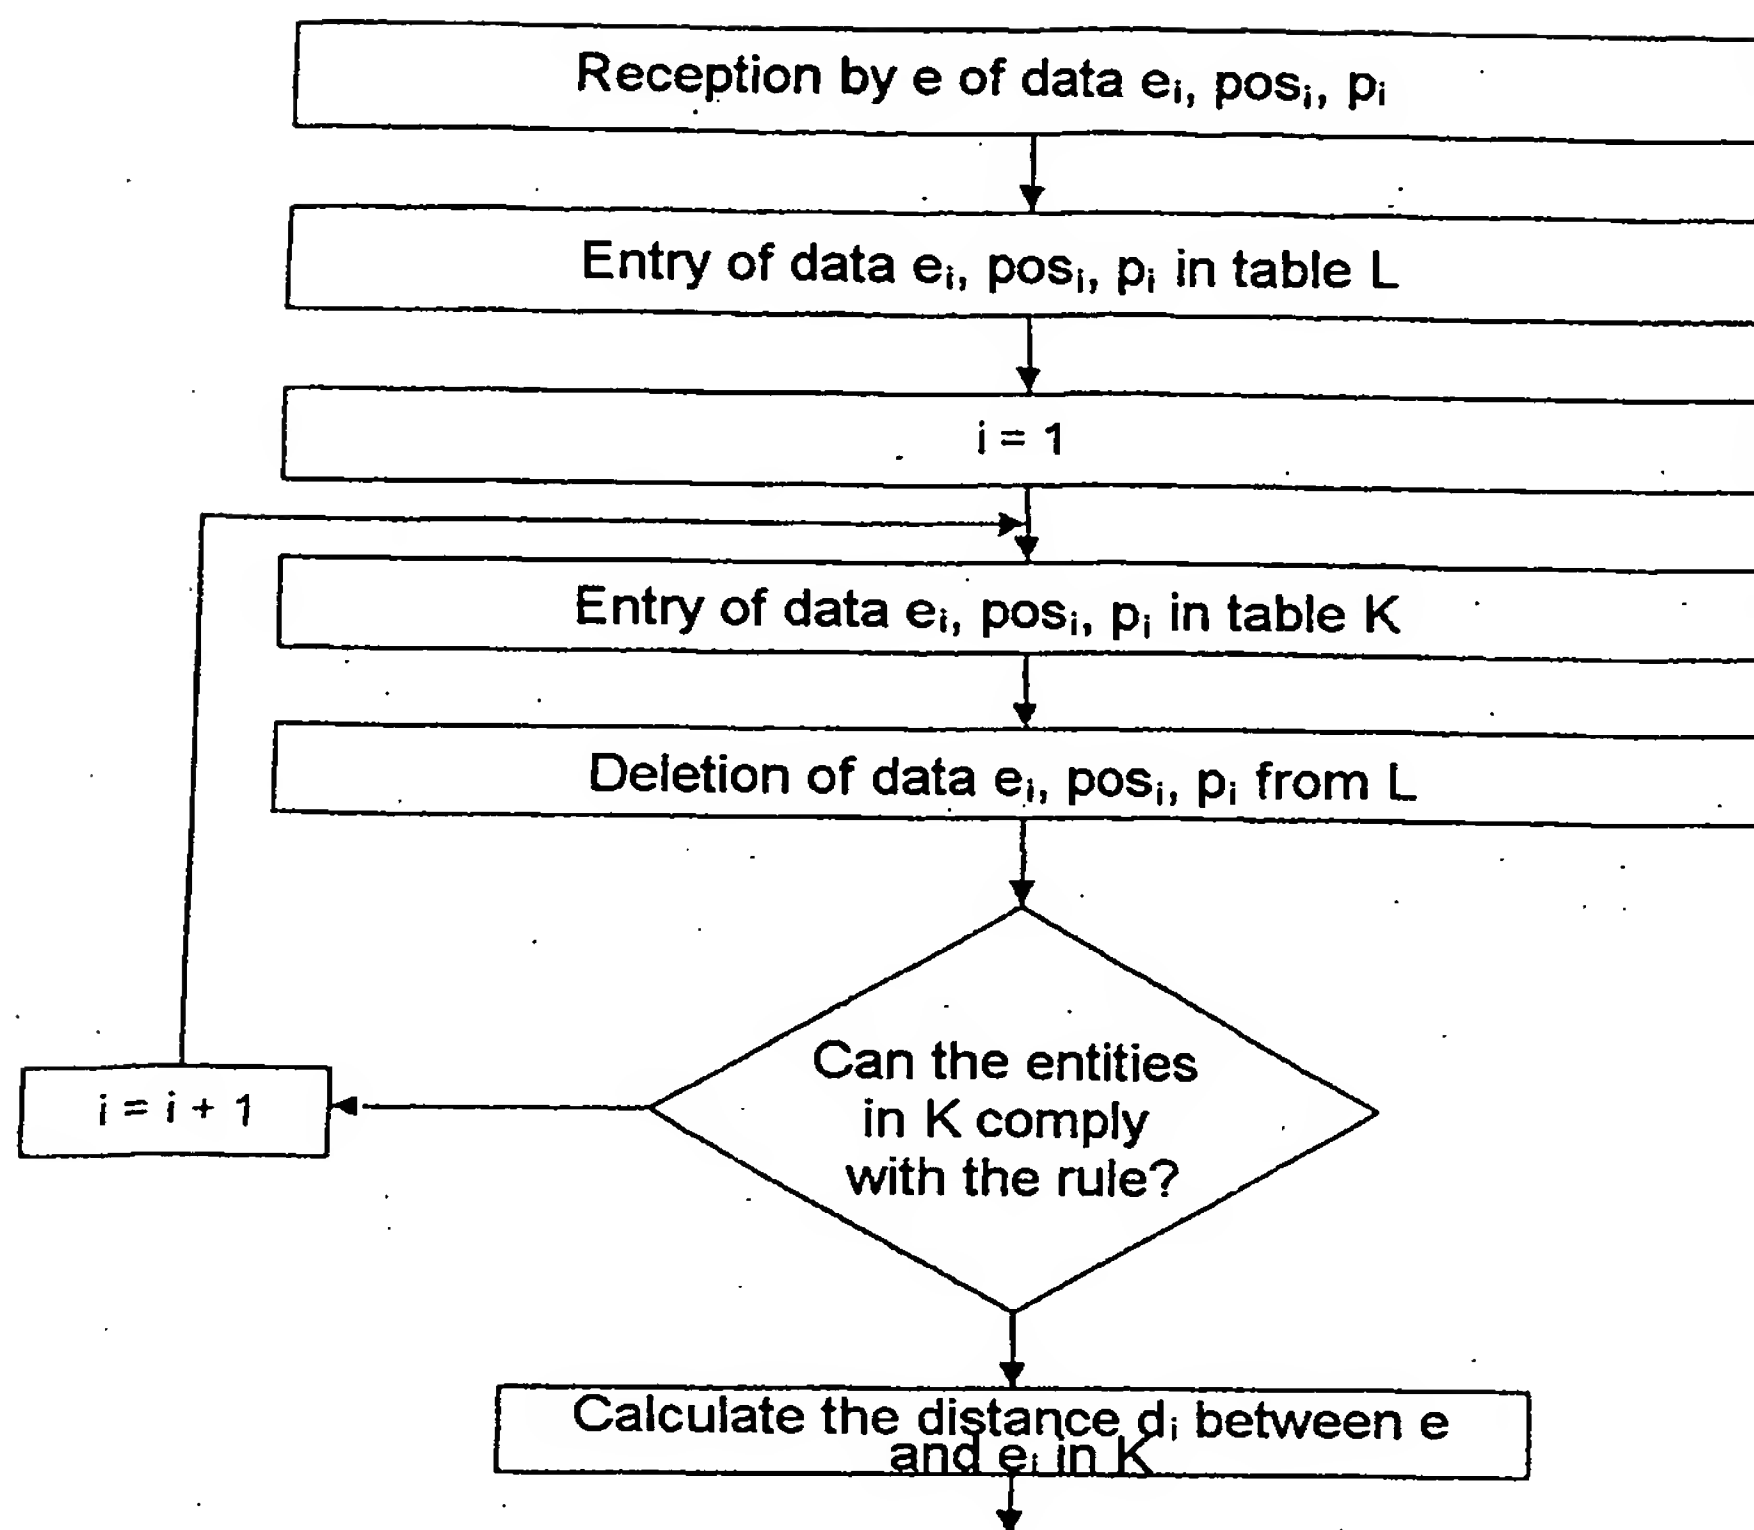 Reception by e of data eᵢ, posᵢ, pᵢ
Entry of data eᵢ, posᵢ, pᵢ in table L
i = 1
Entry of data eᵢ, posᵢ, pᵢ in table K
Deletion of data eᵢ, posᵢ, pᵢ from L
Can the entities
in K comply
with the rule?
i = i + 1
Calculate the distance dᵢ between e
and eᵢ in K